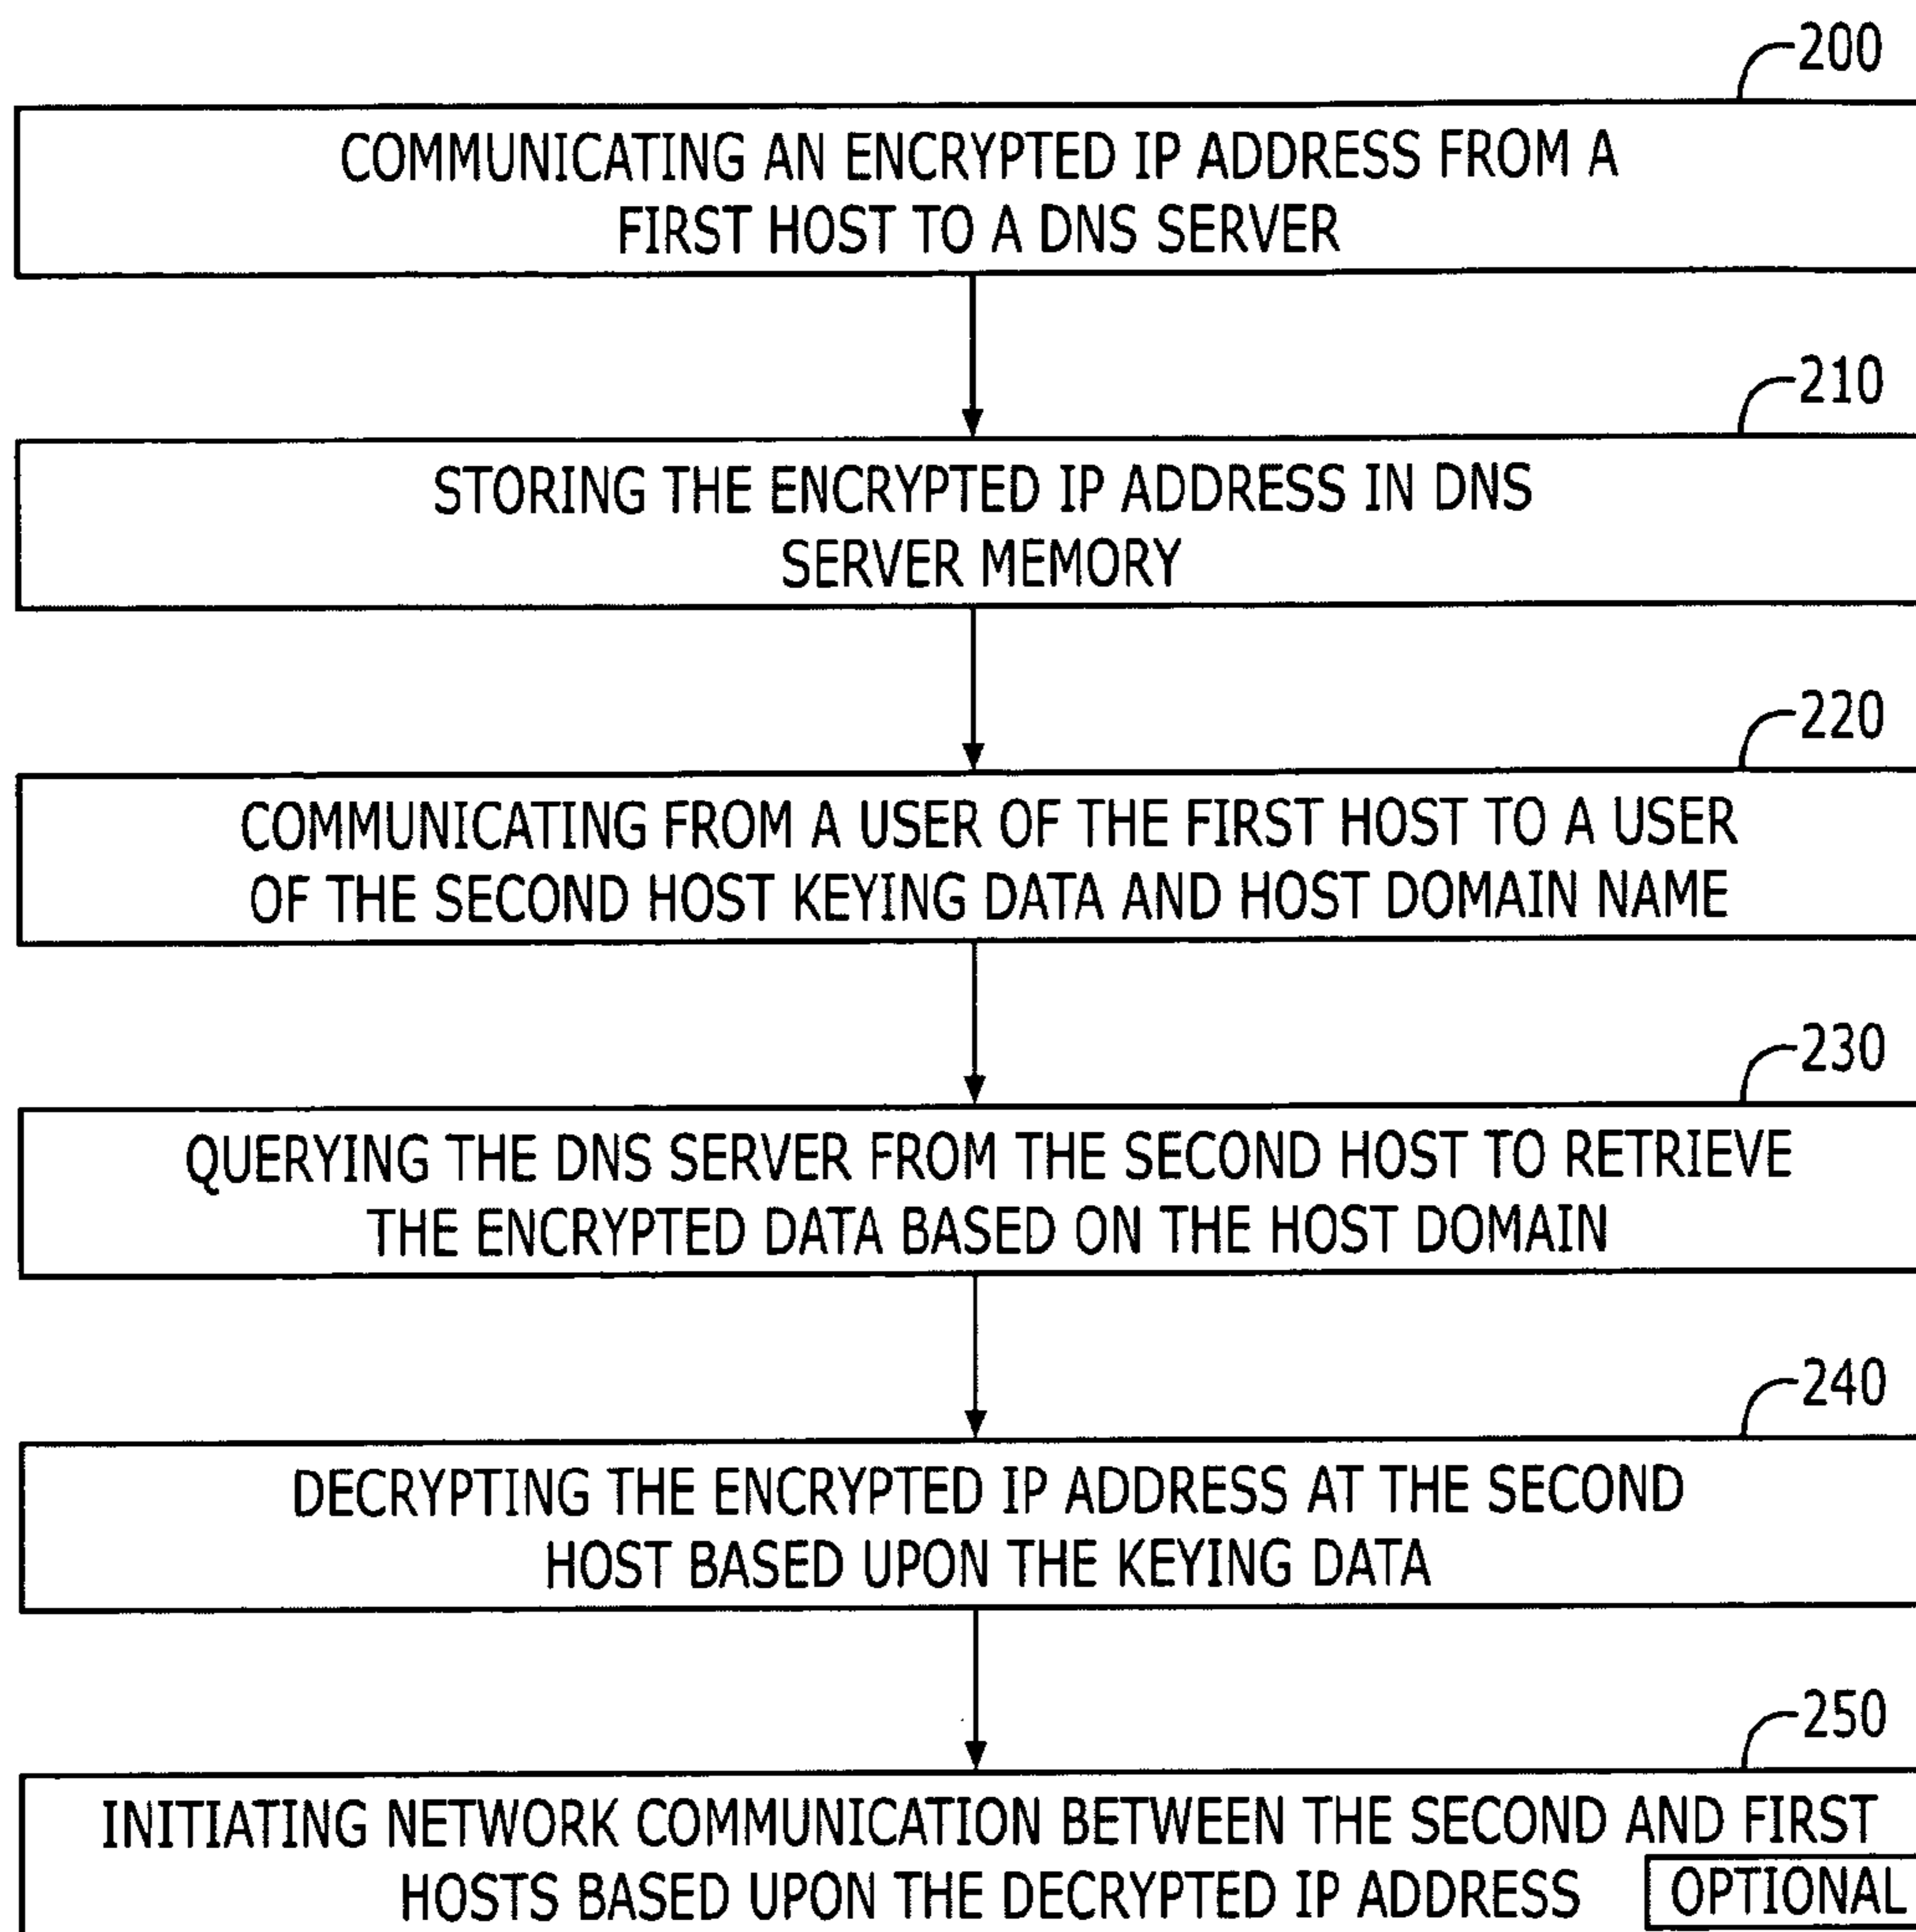 200
COMMUNICATING AN ENCRYPTED IP ADDRESS FROM A
FIRST HOST TO A DNS SERVER
210
STORING THE ENCRYPTED IP ADDRESS IN DNS
SERVER MEMORY
220
COMMUNICATING FROM A USER OF THE FIRST HOST TO A USER
OF THE SECOND HOST KEYING DATA AND HOST DOMAIN NAME
230
QUERYING THE DNS SERVER FROM THE SECOND HOST TO RETRIEVE
THE ENCRYPTED DATA BASED ON THE HOST DOMAIN
240
DECRYPTING THE ENCRYPTED IP ADDRESS AT THE SECOND
HOST BASED UPON THE KEYING DATA
250
INITIATING NETWORK COMMUNICATION BETWEEN THE SECOND AND FIRST
HOSTS BASED UPON THE DECRYPTED IP ADDRESS OPTIONAL